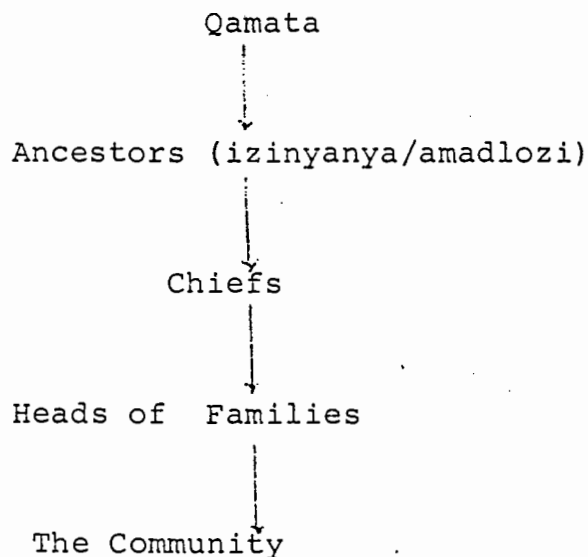 Qamata
Ancestors (izinyanya/amadlozi)
Chiefs
Heads of Families
The Community